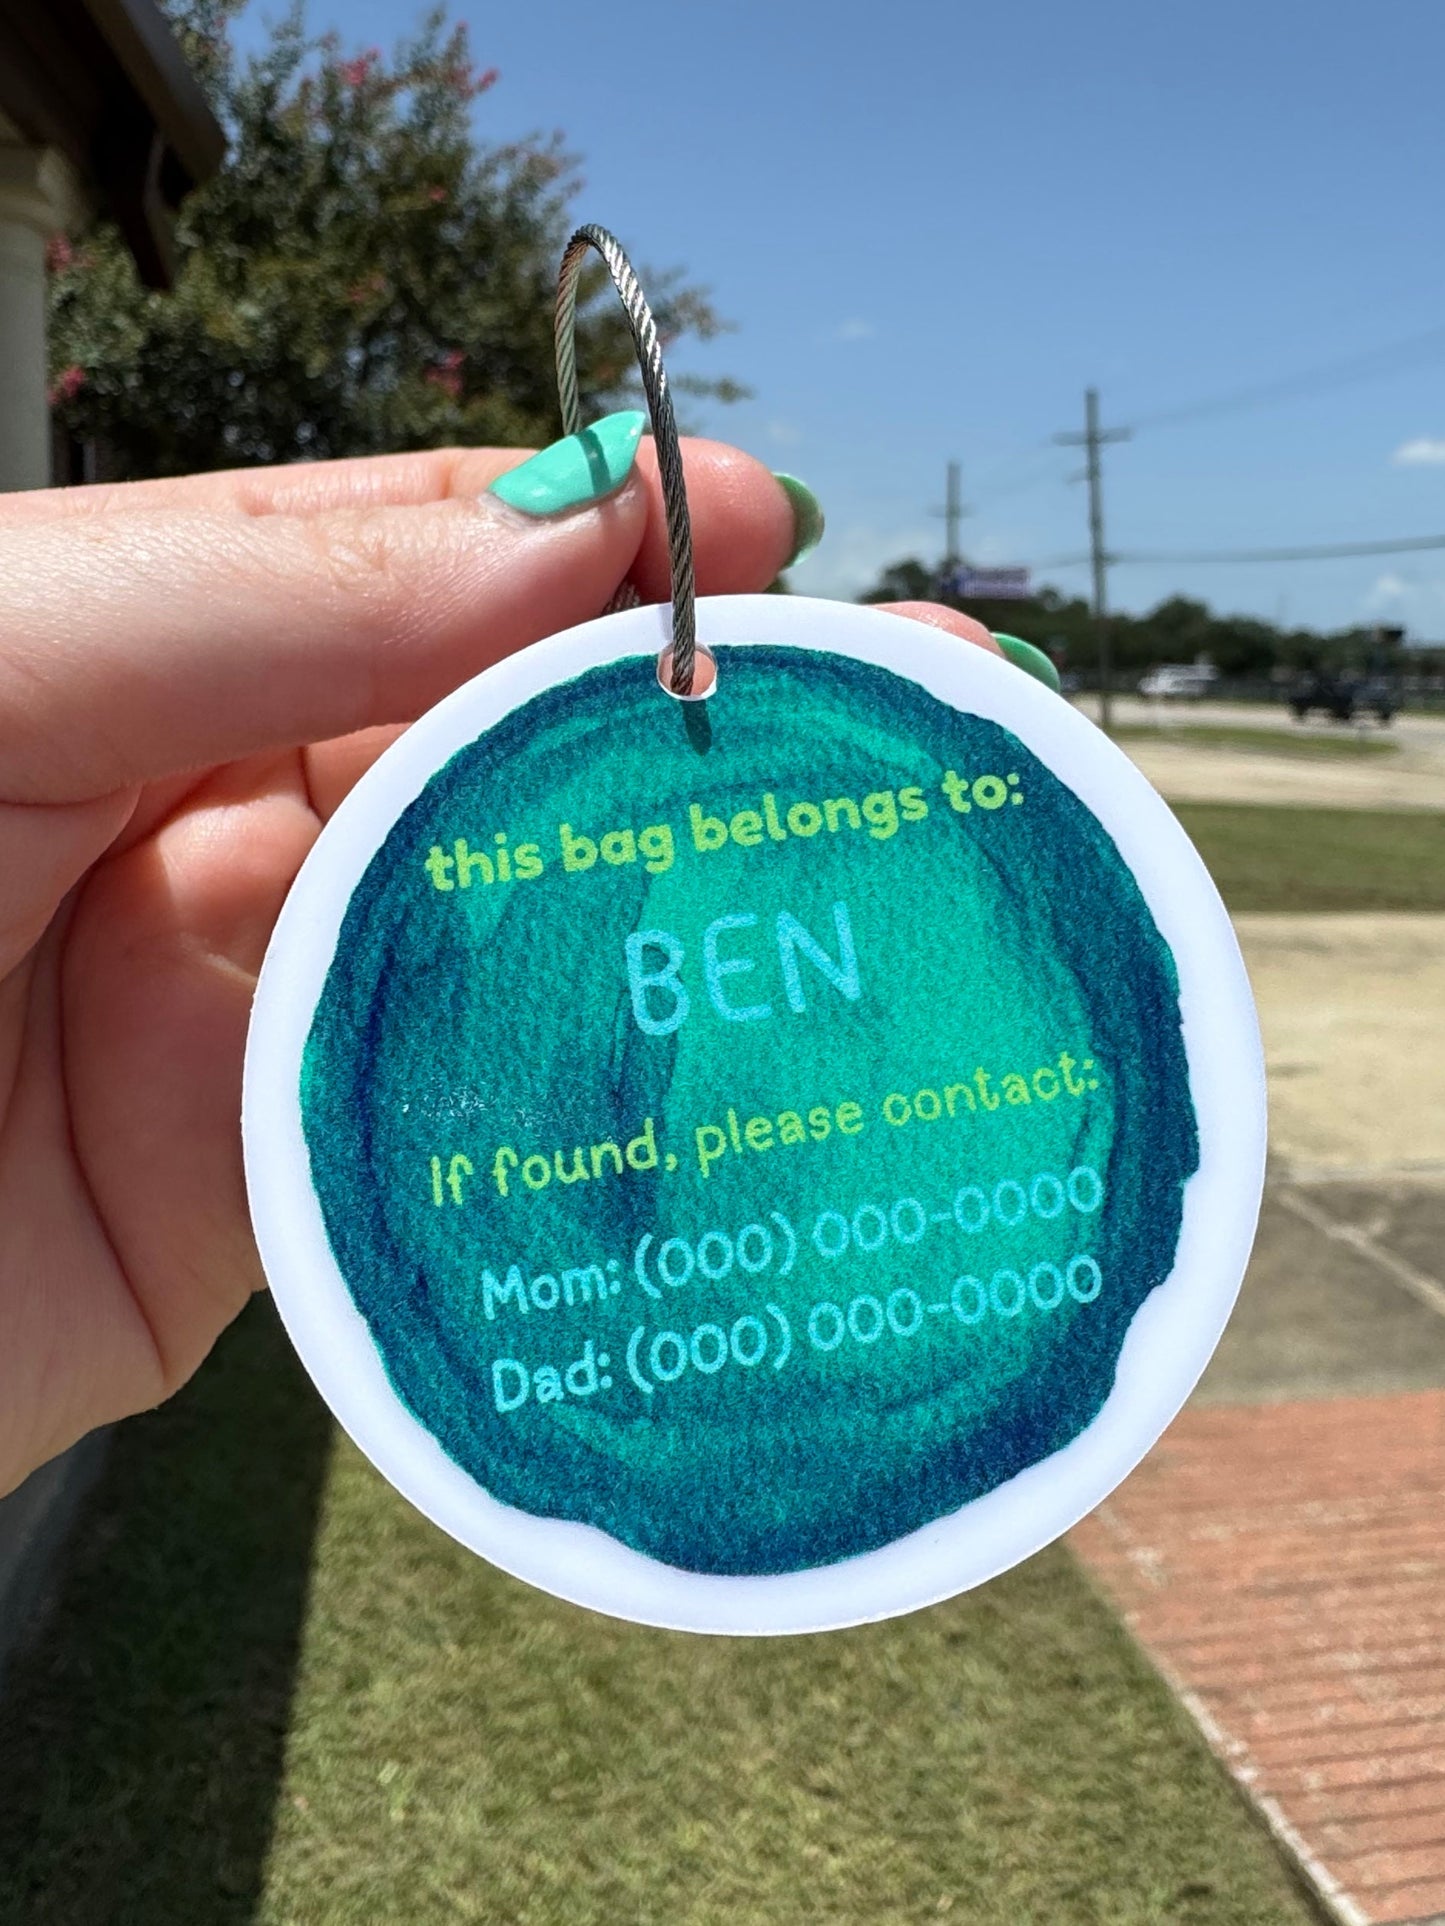 this bag belongs to:
BEN
If found, please contact:
Mom: (000) 000-0000
Dad: (000) 000-0000